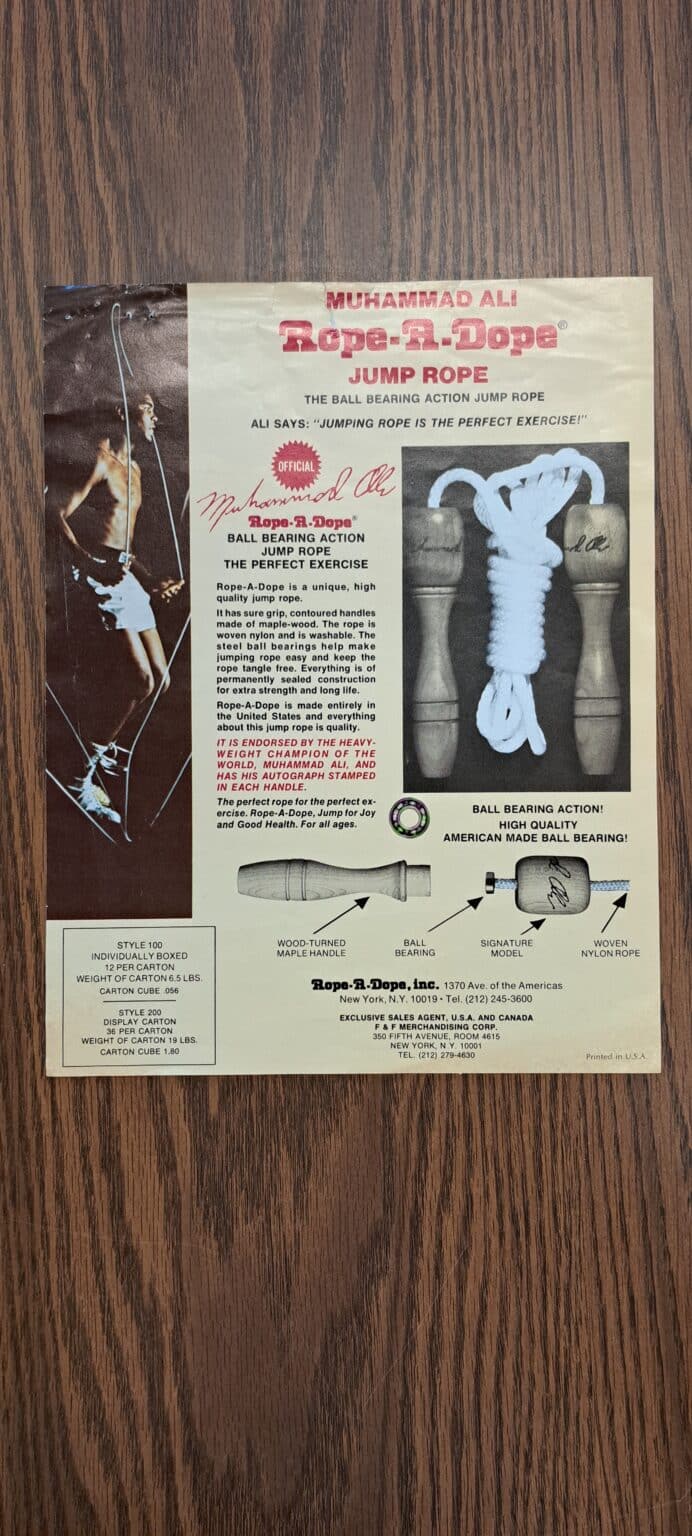 MUHAMMAD ALI
Rope-A-Dope®
JUMP ROPE
THE BALL BEARING ACTION JUMP ROPE
ALI SAYS: "JUMPING ROPE IS THE PERFECT EXERCISE!"
OFFICIAL
Muhammad Ali
Rope-A-Dope®
BALL BEARING ACTION
JUMP ROPE
THE PERFECT EXERCISE
Rope-A-Dope is a unique, high
quality jump rope.
It has sure grip, contoured handles
made of maple-wood. The rope is
woven nylon and is washable. The
steel ball bearings help make
jumping rope easy and keep the
rope tangle free. Everything is of
permanently sealed construction
for extra strength and long life.
Rope-A-Dope is made entirely in
the United States and everything
about this jump rope is quality.
IT IS ENDORSED BY THE HEAVY-
WEIGHT CHAMPION OF THE
WORLD, MUHAMMAD ALI, AND
HAS HIS AUTOGRAPH STAMPED
IN EACH HANDLE.
The perfect rope for the perfect ex-
ercise. Rope-A-Dope, Jump for Joy
and Good Health. For all ages.
BALL BEARING ACTION!
HIGH QUALITY
AMERICAN MADE BALL BEARING!
WOOD-TURNED
MAPLE HANDLE
BALL
BEARING
SIGNATURE
MODEL
WOVEN
NYLON ROPE
STYLE 100
INDIVIDUALLY BOXED
12 PER CARTON
WEIGHT OF CARTON 6.5 LBS.
CARTON CUBE .056
STYLE 200
DISPLAY CARTON
36 PER CARTON
WEIGHT OF CARTON 19 LBS.
CARTON CUBE 1.80
Rope-A-Dope, inc. 1370 Ave. of the Americas
New York, N.Y. 10019 • Tel. (212) 245-3600
EXCLUSIVE SALES AGENT, U.S.A. AND CANADA
F & F MERCHANDISING CORP.
350 FIFTH AVENUE, ROOM 4615
NEW YORK, N.Y. 10001
TEL. (212) 279-4630
Printed in U.S.A.